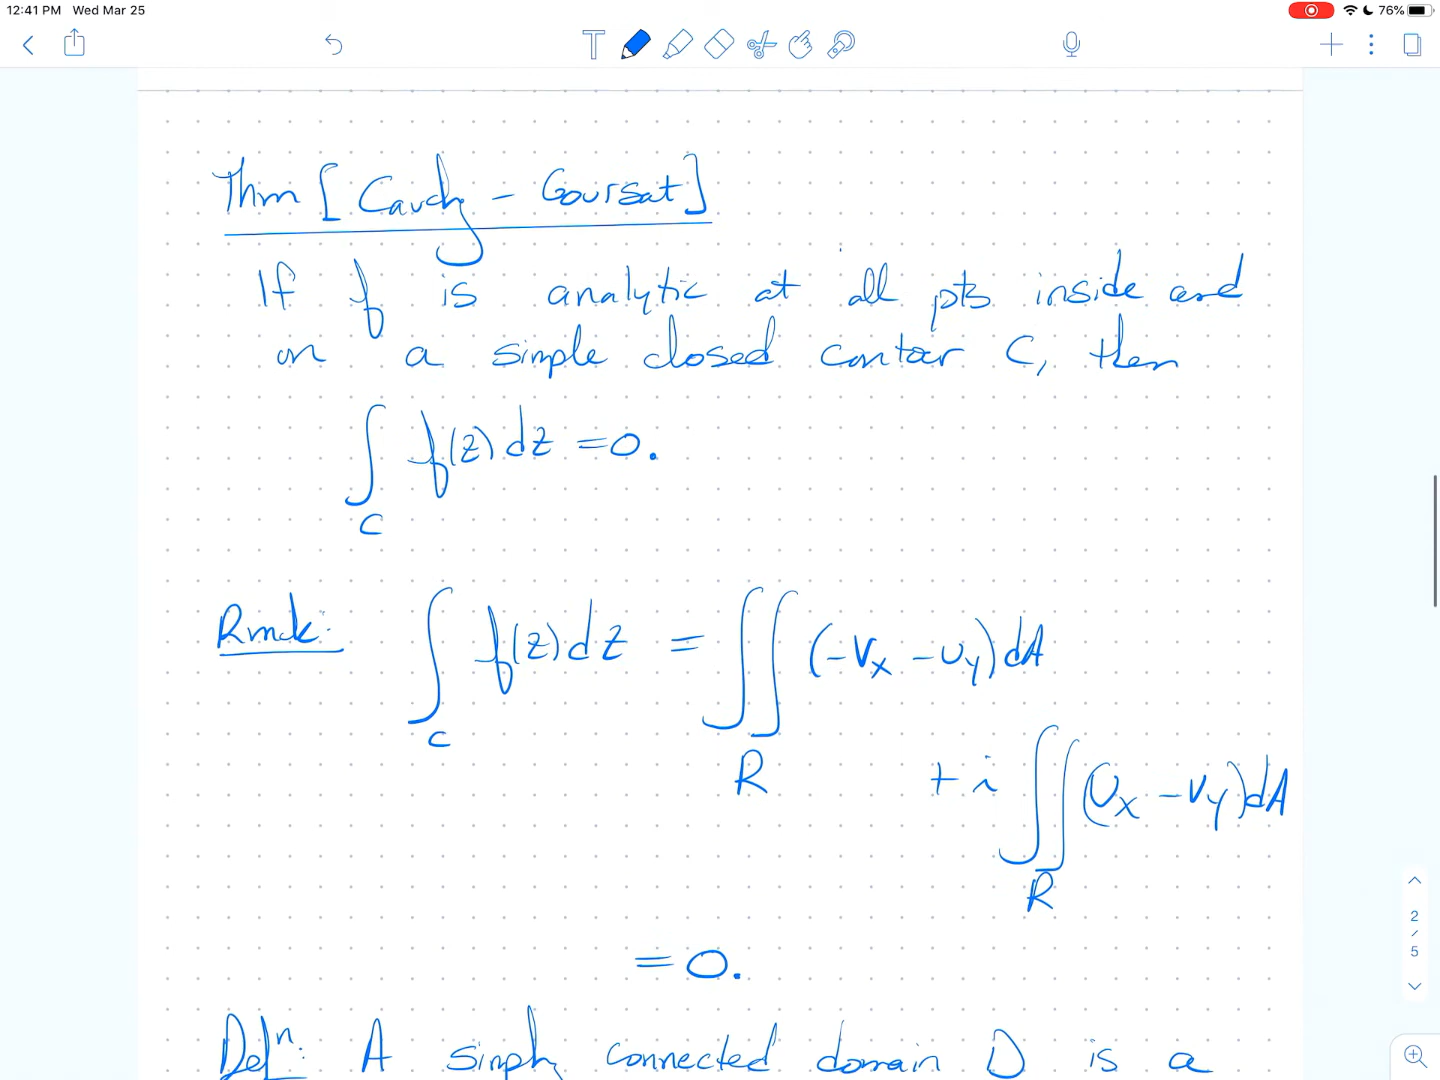 12:41 PM Wed Mar 25
76%
Thm [Cauchy - Goursat]
If f is analytic at all pts inside and
on a simple closed contour C, then
∫_C f(z) dz = 0.
Rmk: ∫_C f(z) dz = ∬_R (-v_x - u_y) dA
+ i ∬_R (u_x - v_y) dA
= 0.
2
/
5
Defⁿ: A simply connected domain D is a